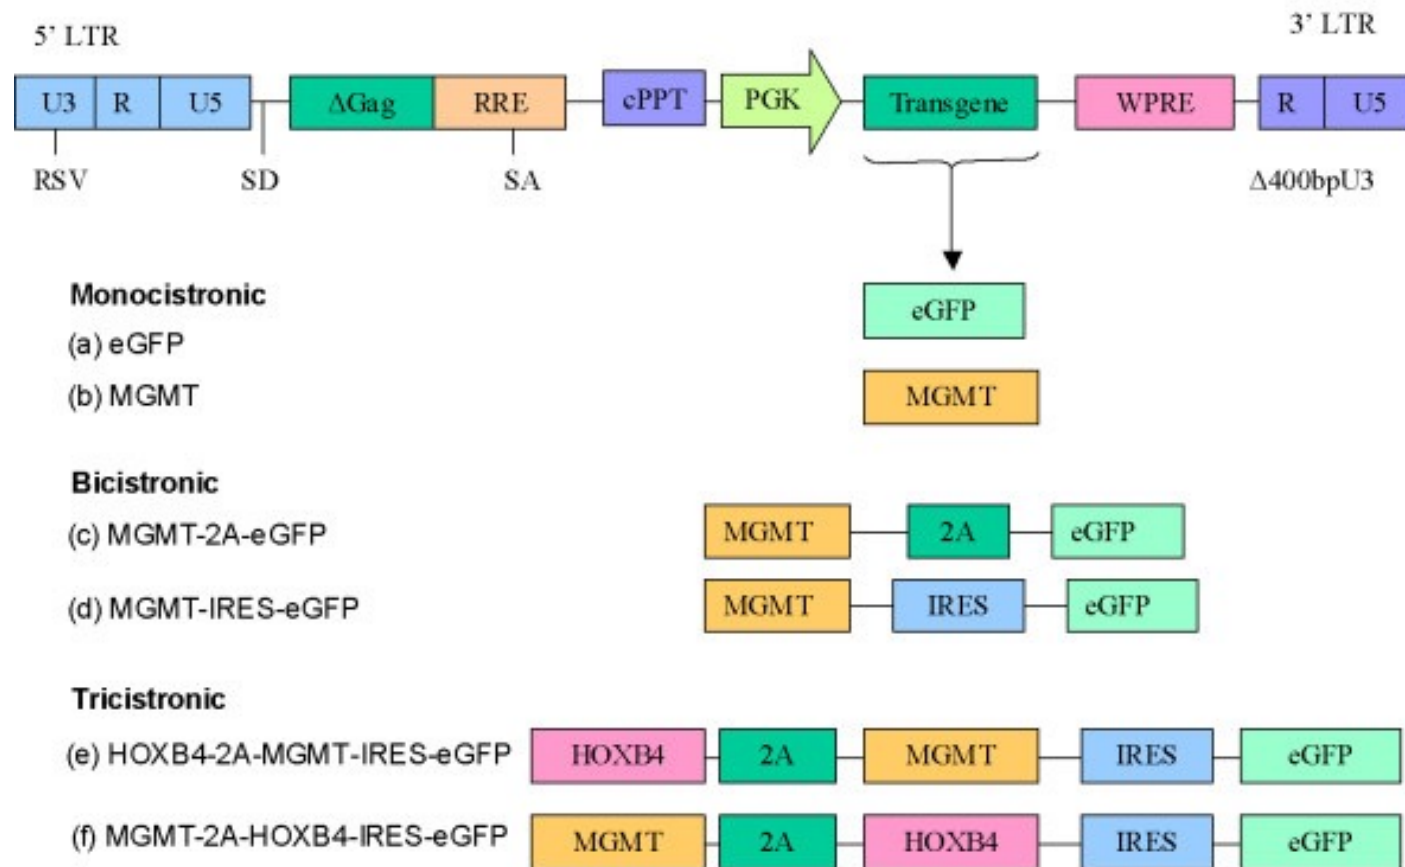 5’ LTR 3’ LTR
U3 R U5 ΔGag RRE cPPT PGK Transgene WPRE R U5
RSV SD SA Δ400bpU3
Monocistronic
eGFP
(a) eGFP
(b) MGMT MGMT
Bicistronic
(c) MGMT-2A-eGFP MGMT 2A eGFP
(d) MGMT-IRES-eGFP MGMT IRES eGFP
Tricistronic
(e) HOXB4-2A-MGMT-IRES-eGFP HOXB4 2A MGMT IRES eGFP
(f) MGMT-2A-HOXB4-IRES-eGFP MGMT 2A HOXB4 IRES eGFP